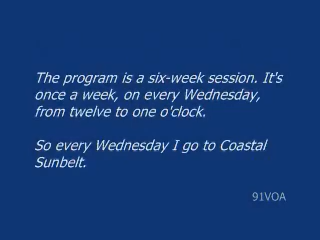 The program is a six-week session. It's
once a week, on every Wednesday,
from twelve to one o'clock.
So every Wednesday I go to Coastal
Sunbelt.
91VOA